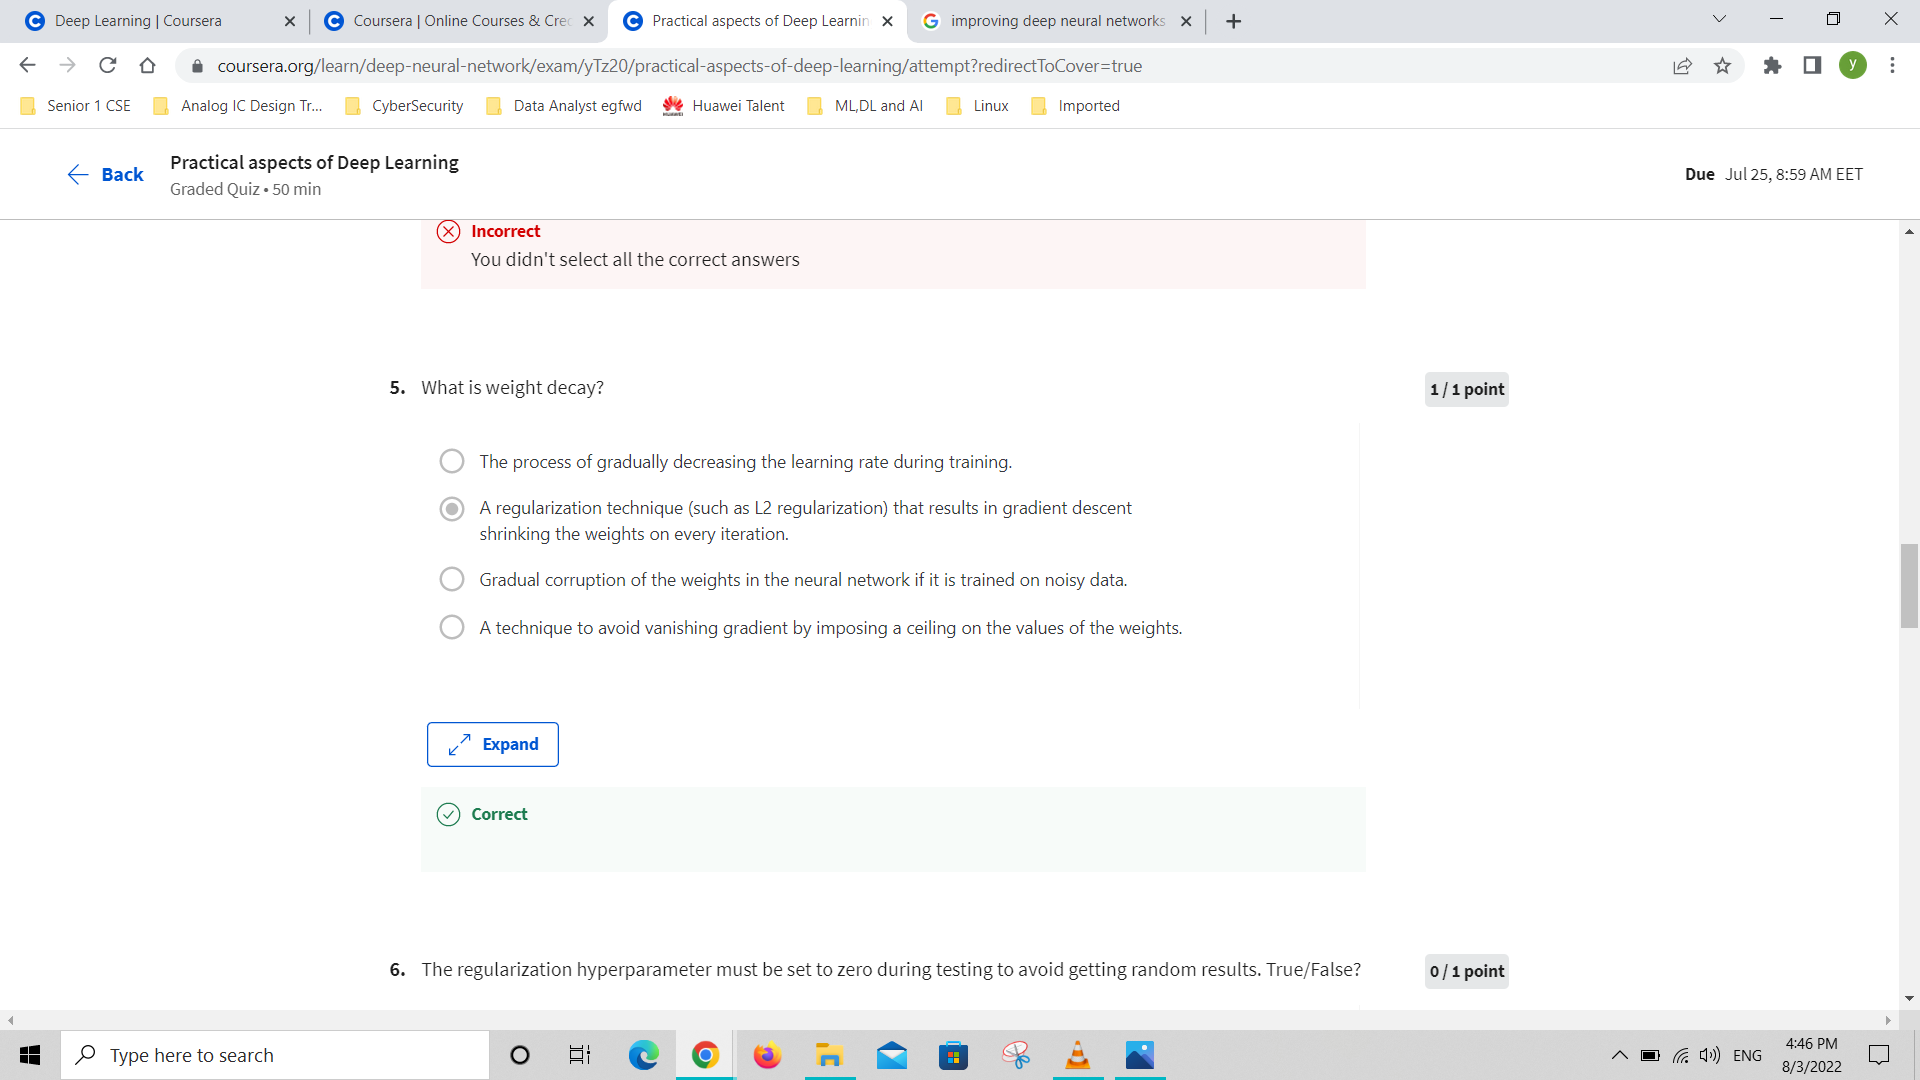 Deep Learning | Coursera
Coursera | Online Courses & Cre
Practical aspects of Deep Learnin
improving deep neural networks
coursera.org/learn/deep-neural-network/exam/yTz20/practical-aspects-of-deep-learning/attempt?redirectToCover=true
y
Senior 1 CSE
Analog IC Design Tr...
CyberSecurity
Data Analyst egfwd
HUAWEI
Huawei Talent
ML,DL and AI
Linux
Imported
Back
Practical aspects of Deep Learning
Graded Quiz • 50 min
Due Jul 25, 8:59 AM EET
Incorrect
You didn't select all the correct answers
5. What is weight decay?
1 / 1 point
The process of gradually decreasing the learning rate during training.
A regularization technique (such as L2 regularization) that results in gradient descent
shrinking the weights on every iteration.
Gradual corruption of the weights in the neural network if it is trained on noisy data.
A technique to avoid vanishing gradient by imposing a ceiling on the values of the weights.
Expand
Correct
6. The regularization hyperparameter must be set to zero during testing to avoid getting random results. True/False?
0 / 1 point
Type here to search
ENG
4:46 PM
8/3/2022